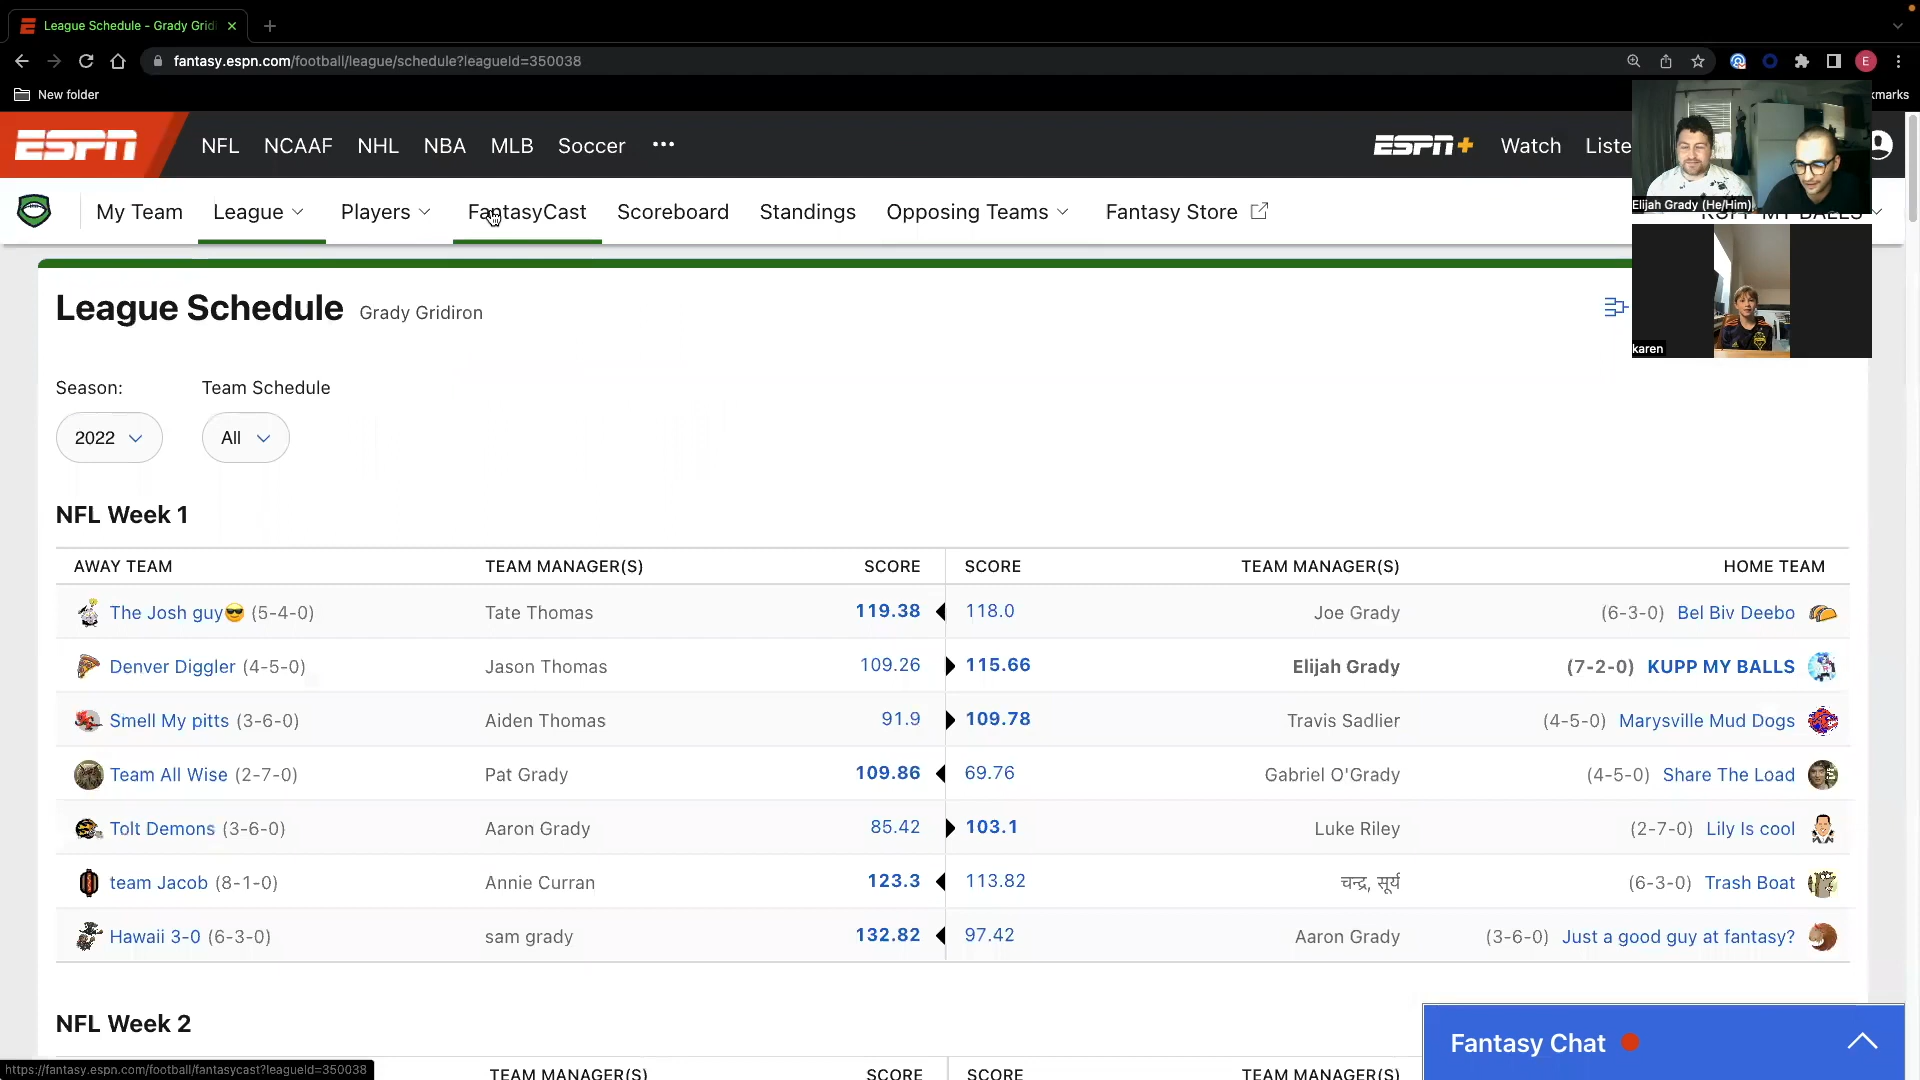 League Schedule - Grady Grid
fantasy.espn.com/football/league/schedule?leagueId=350038
E
New folder
kmarks
ESPN
NFL NCAAF NHL NBA MLB Soccer
ESPN+ Watch Liste
My Team League Players FantasyCast Scoreboard Standings Opposing Teams Fantasy Store
KUPP MY BALLS
Elijah Grady (He/Him)
karen
League Schedule Grady Gridiron
Season: Team Schedule
2022 All
NFL Week 1
AWAY TEAM TEAM MANAGER(S) SCORE SCORE TEAM MANAGER(S) HOME TEAM
The Josh guy😎 (5-4-0) Tate Thomas 119.38 118.0 Joe Grady (6-3-0) Bel Biv Deebo
Denver Diggler (4-5-0) Jason Thomas 109.26 115.66 Elijah Grady (7-2-0) KUPP MY BALLS
Smell My pitts (3-6-0) Aiden Thomas 91.9 109.78 Travis Sadlier (4-5-0) Marysville Mud Dogs
Team All Wise (2-7-0) Pat Grady 109.86 69.76 Gabriel O'Grady (4-5-0) Share The Load
Tolt Demons (3-6-0) Aaron Grady 85.42 103.1 Luke Riley (2-7-0) Lily Is cool
team Jacob (8-1-0) Annie Curran 123.3 113.82 चन्द्र, सूर्य (6-3-0) Trash Boat
Hawaii 3-0 (6-3-0) sam grady 132.82 97.42 Aaron Grady (3-6-0) Just a good guy at fantasy?
NFL Week 2
Fantasy Chat
https://fantasy.espn.com/football/fantasycast?leagueId=350038
TEAM MANAGER(S) SCORE SCORE TEAM MANAGER(S)